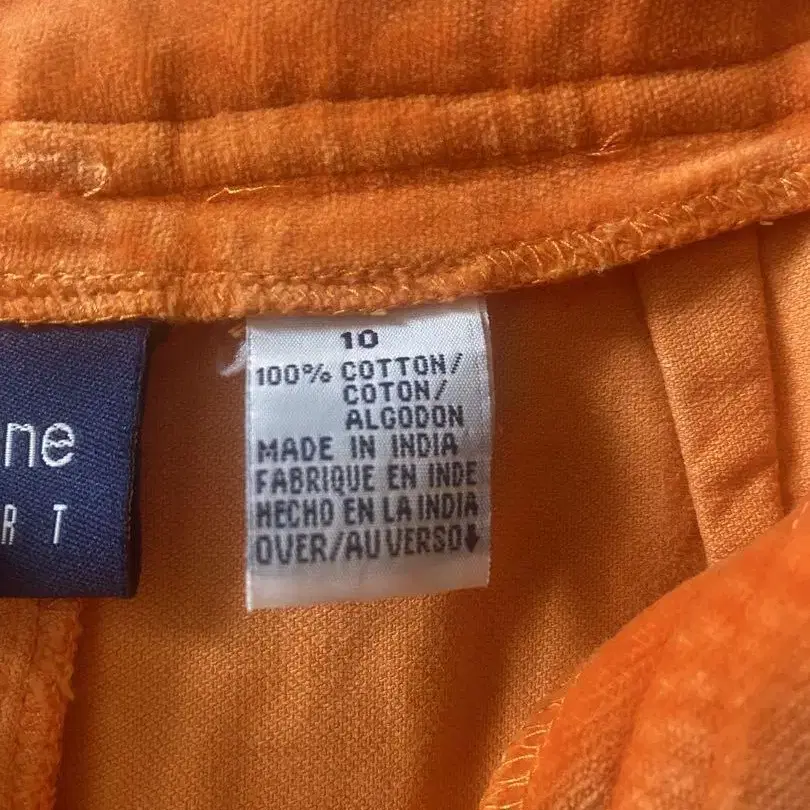 ne
R T
10
100% COTTON/
COTON/
ALGODON
MADE IN INDIA
FABRIQUE EN INDE
HECHO EN LA INDIA
OVER/AU VERSO↓